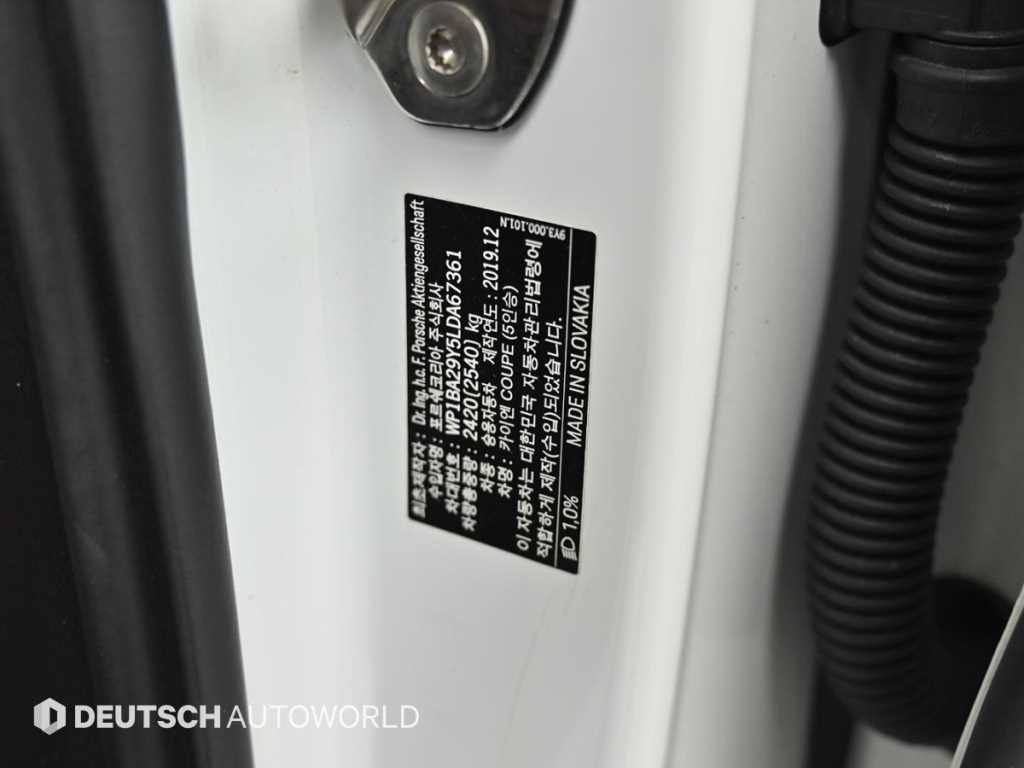 최초제작자 : Dr. Ing. h.c. F. Porsche Aktiengesellschaft
수입자명 : 포르쉐코리아 주식회사
차대번호 : WP1BA29Y5LDA67361
차량총중량 : 2420(2540) kg
차종 : 승용자동차 제작연도 : 2019.12
차명 : 카이엔 COUPE (5인승)
이 자동차는 대한민국 자동차관리법령에
적합하게 제작(수입)되었습니다.
1,0% MADE IN SLOVAKIA
9Y3.000.101.N
DEUTSCH AUTOWORLD